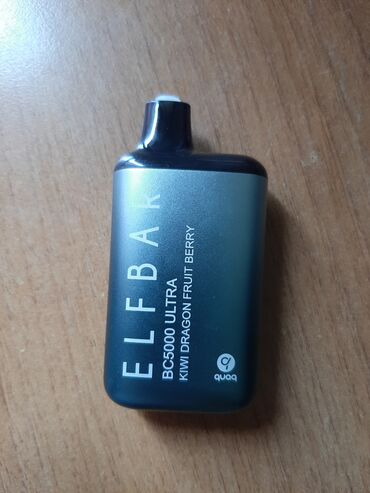 ELFBAR
BC5000 ULTRA
KIWI DRAGON FRUIT BERRY
QUAQ